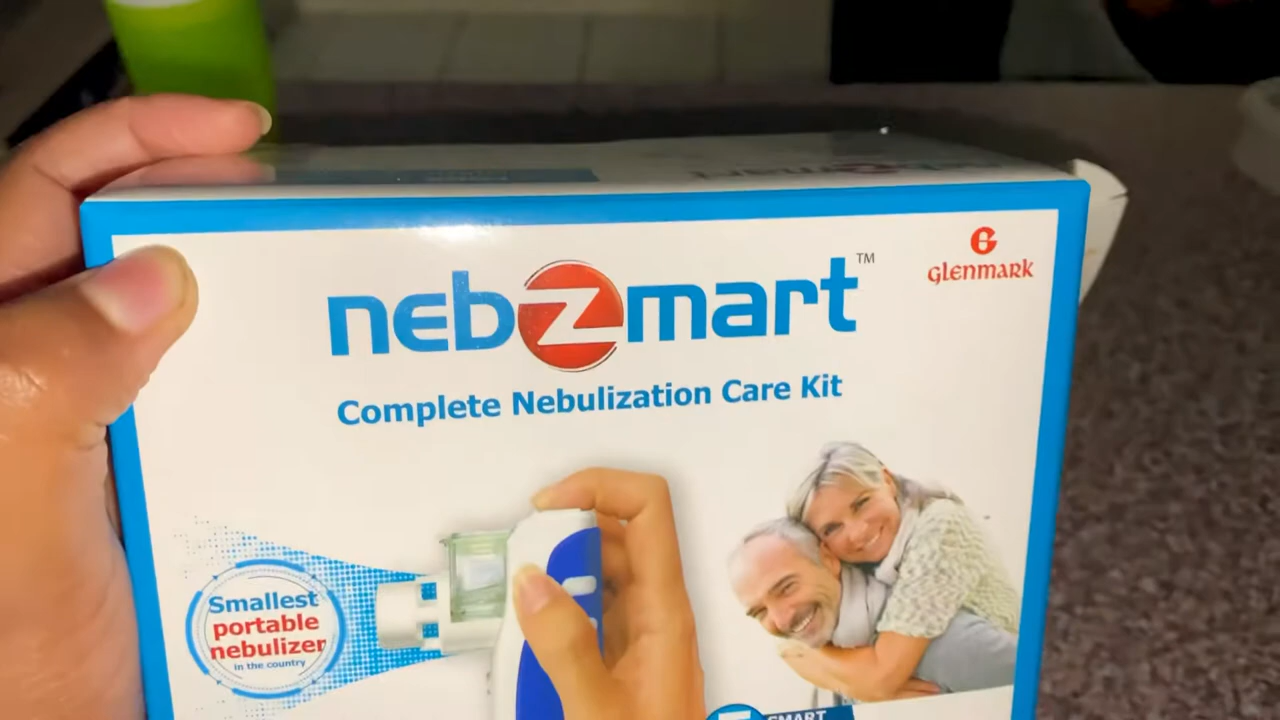 nebzmart™
GLENMARK
Complete Nebulization Care Kit
Smallest
portable
nebulizer
in the country
SMART